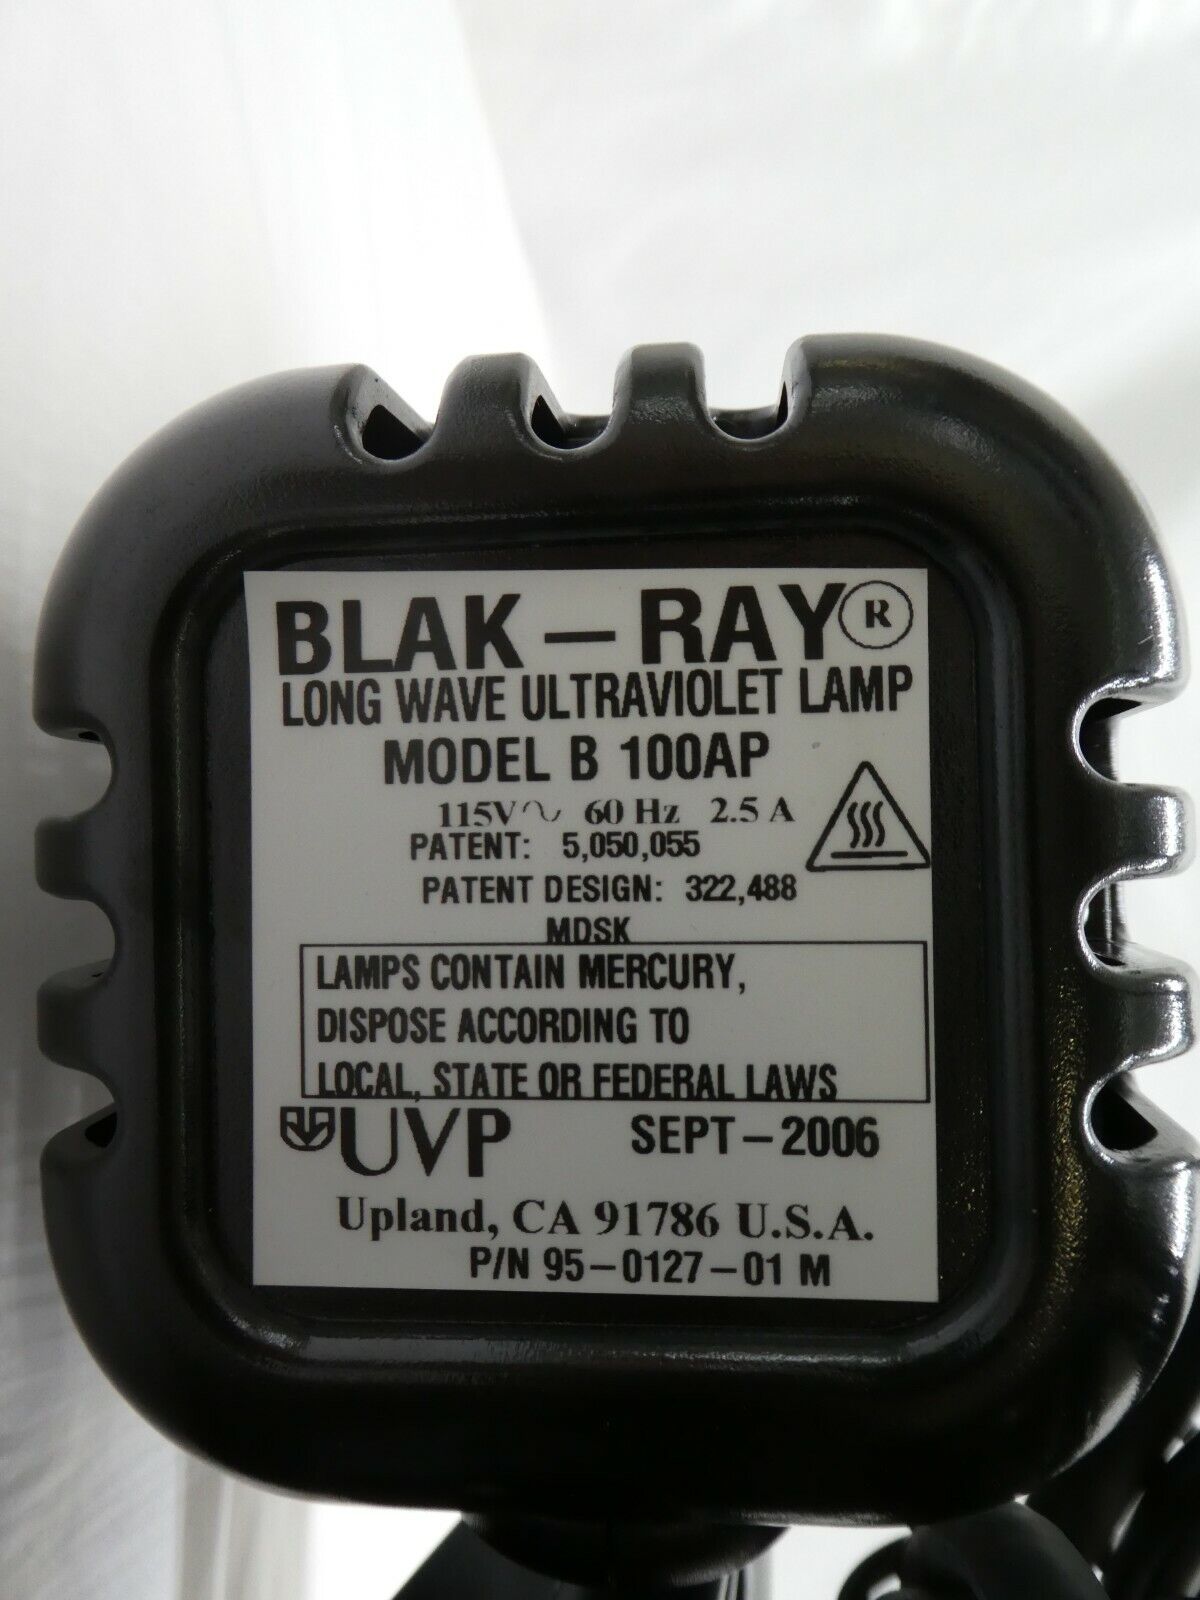 BLAK – RAY®
LONG WAVE ULTRAVIOLET LAMP
MODEL B 100AP
115V~ 60 Hz 2.5 A
PATENT: 5,050,055
PATENT DESIGN: 322,488
MDSK
LAMPS CONTAIN MERCURY,
DISPOSE ACCORDING TO
LOCAL, STATE OR FEDERAL LAWS
UVP SEPT–2006
Upland, CA 91786 U.S.A.
P/N 95–0127–01 M